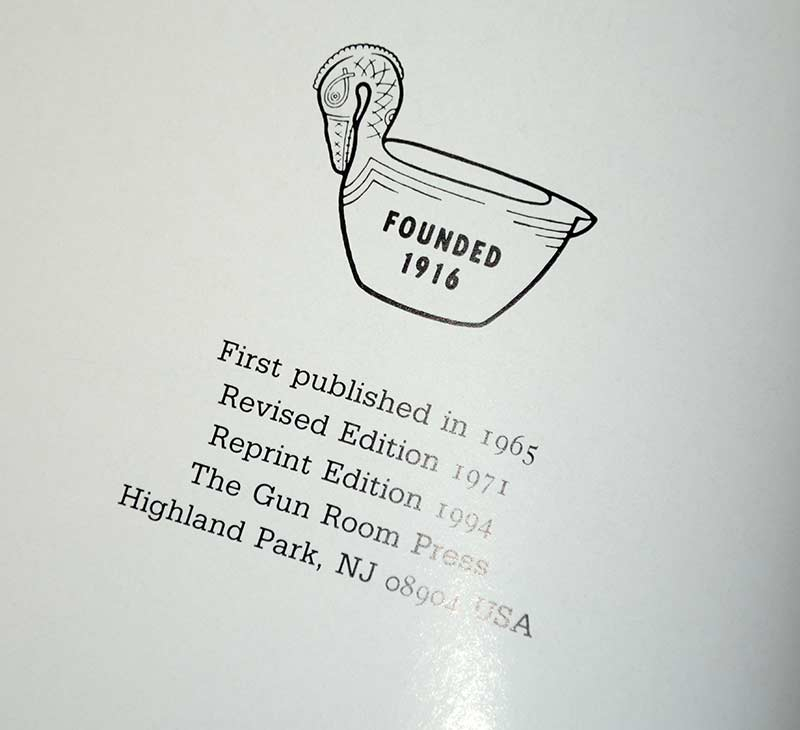 FOUNDED
1916
First published in 1965
Revised Edition 1971
Reprint Edition 1994
The Gun Room Press
Highland Park, NJ 08904 USA